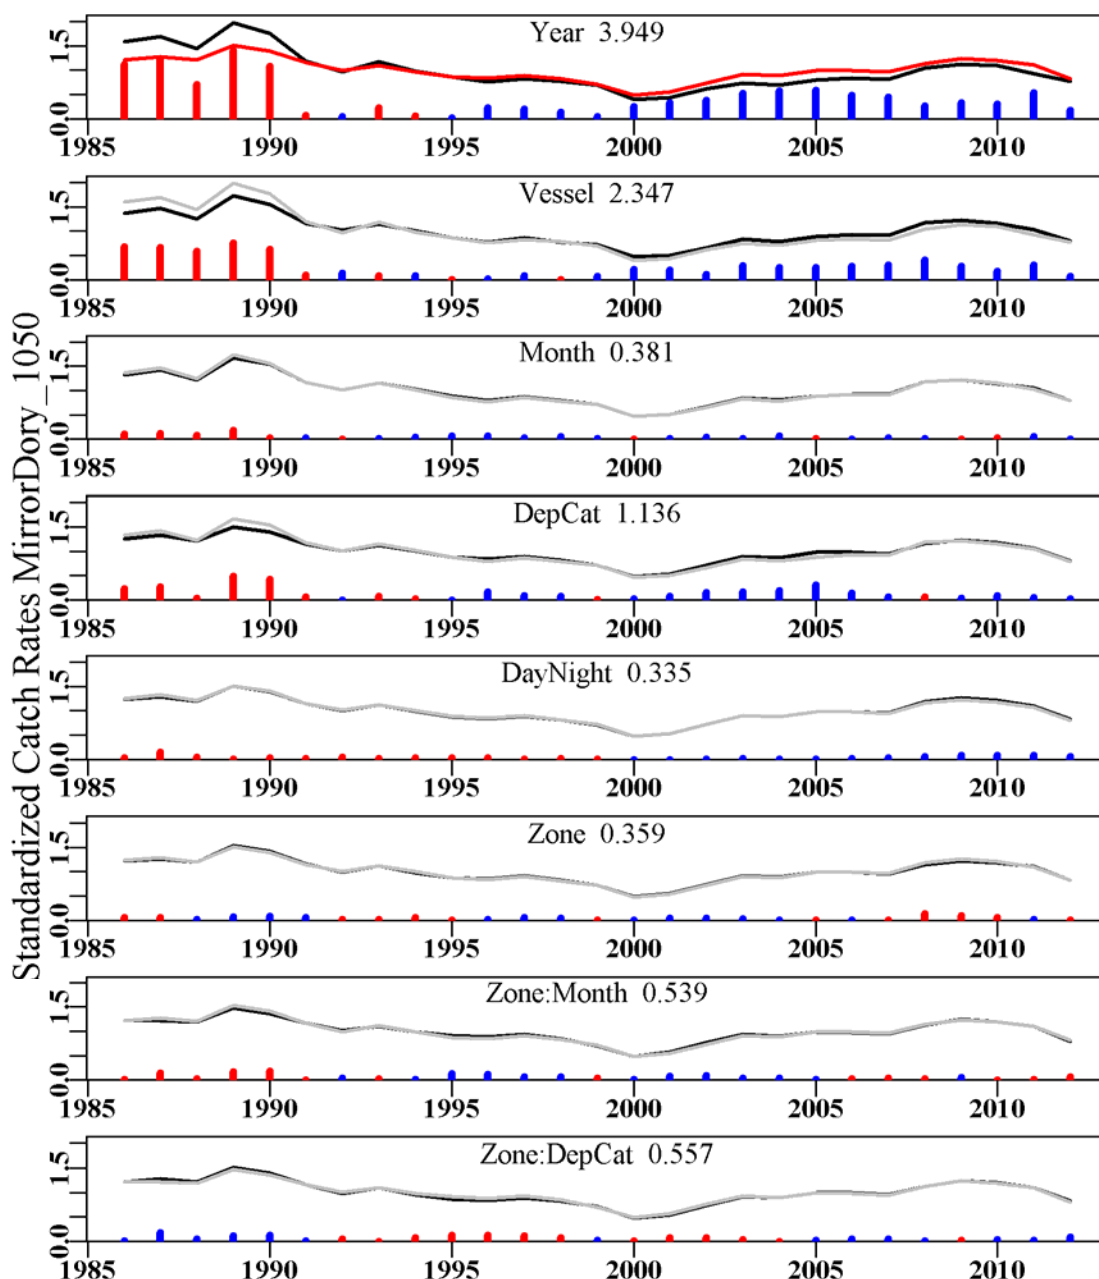 Standardized Catch Rates MirrorDory_1050
Year 3.949
0.0 1.5
1985 1990 1995 2000 2005 2010
Vessel 2.347
0.0 1.5
1985 1990 1995 2000 2005 2010
Month 0.381
0.0 1.5
1985 1990 1995 2000 2005 2010
DepCat 1.136
0.0 1.5
1985 1990 1995 2000 2005 2010
DayNight 0.335
0.0 1.5
1985 1990 1995 2000 2005 2010
Zone 0.359
0.0 1.5
1985 1990 1995 2000 2005 2010
Zone:Month 0.539
0.0 1.5
1985 1990 1995 2000 2005 2010
Zone:DepCat 0.557
0.0 1.5
1985 1990 1995 2000 2005 2010